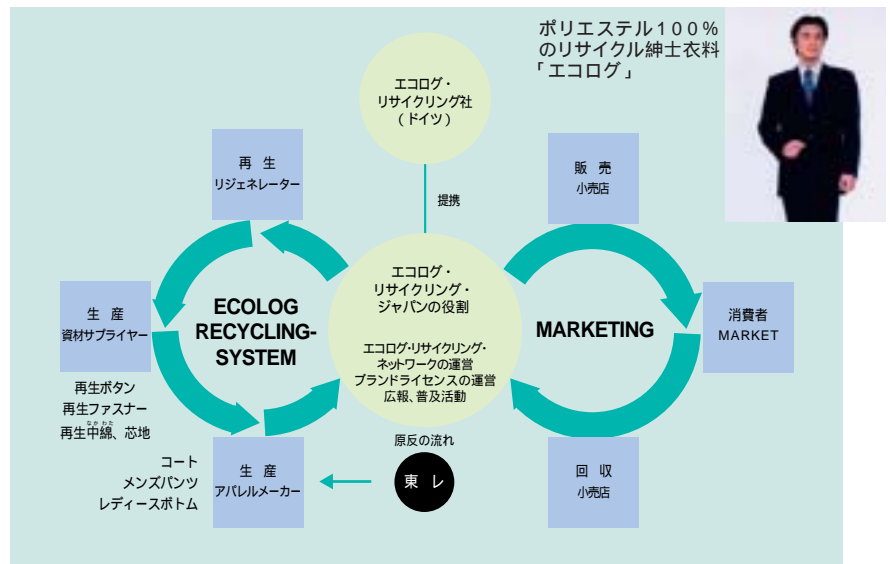 ポリエステル100%
のリサイクル紳士衣料
「エコログ」
エコログ・
リサイクリング社
(ドイツ)
提携
再 生
リジェネレーター
販 売
小売店
生 産
資材サプライヤー
再生ボタン
再生ファスナー
なか わた
再生中綿、芯地
ECOLOG
RECYCLING-
SYSTEM
エコログ・
リサイクリング・
ジャパンの役割
エコログ・リサイクリング・
ネットワークの運営
ブランドライセンスの運営
広報、普及活動
MARKETING
消費者
MARKET
コート
メンズパンツ
レディースボトム
生 産
アパレルメーカー
原反の流れ
東 レ
回 収
小売店